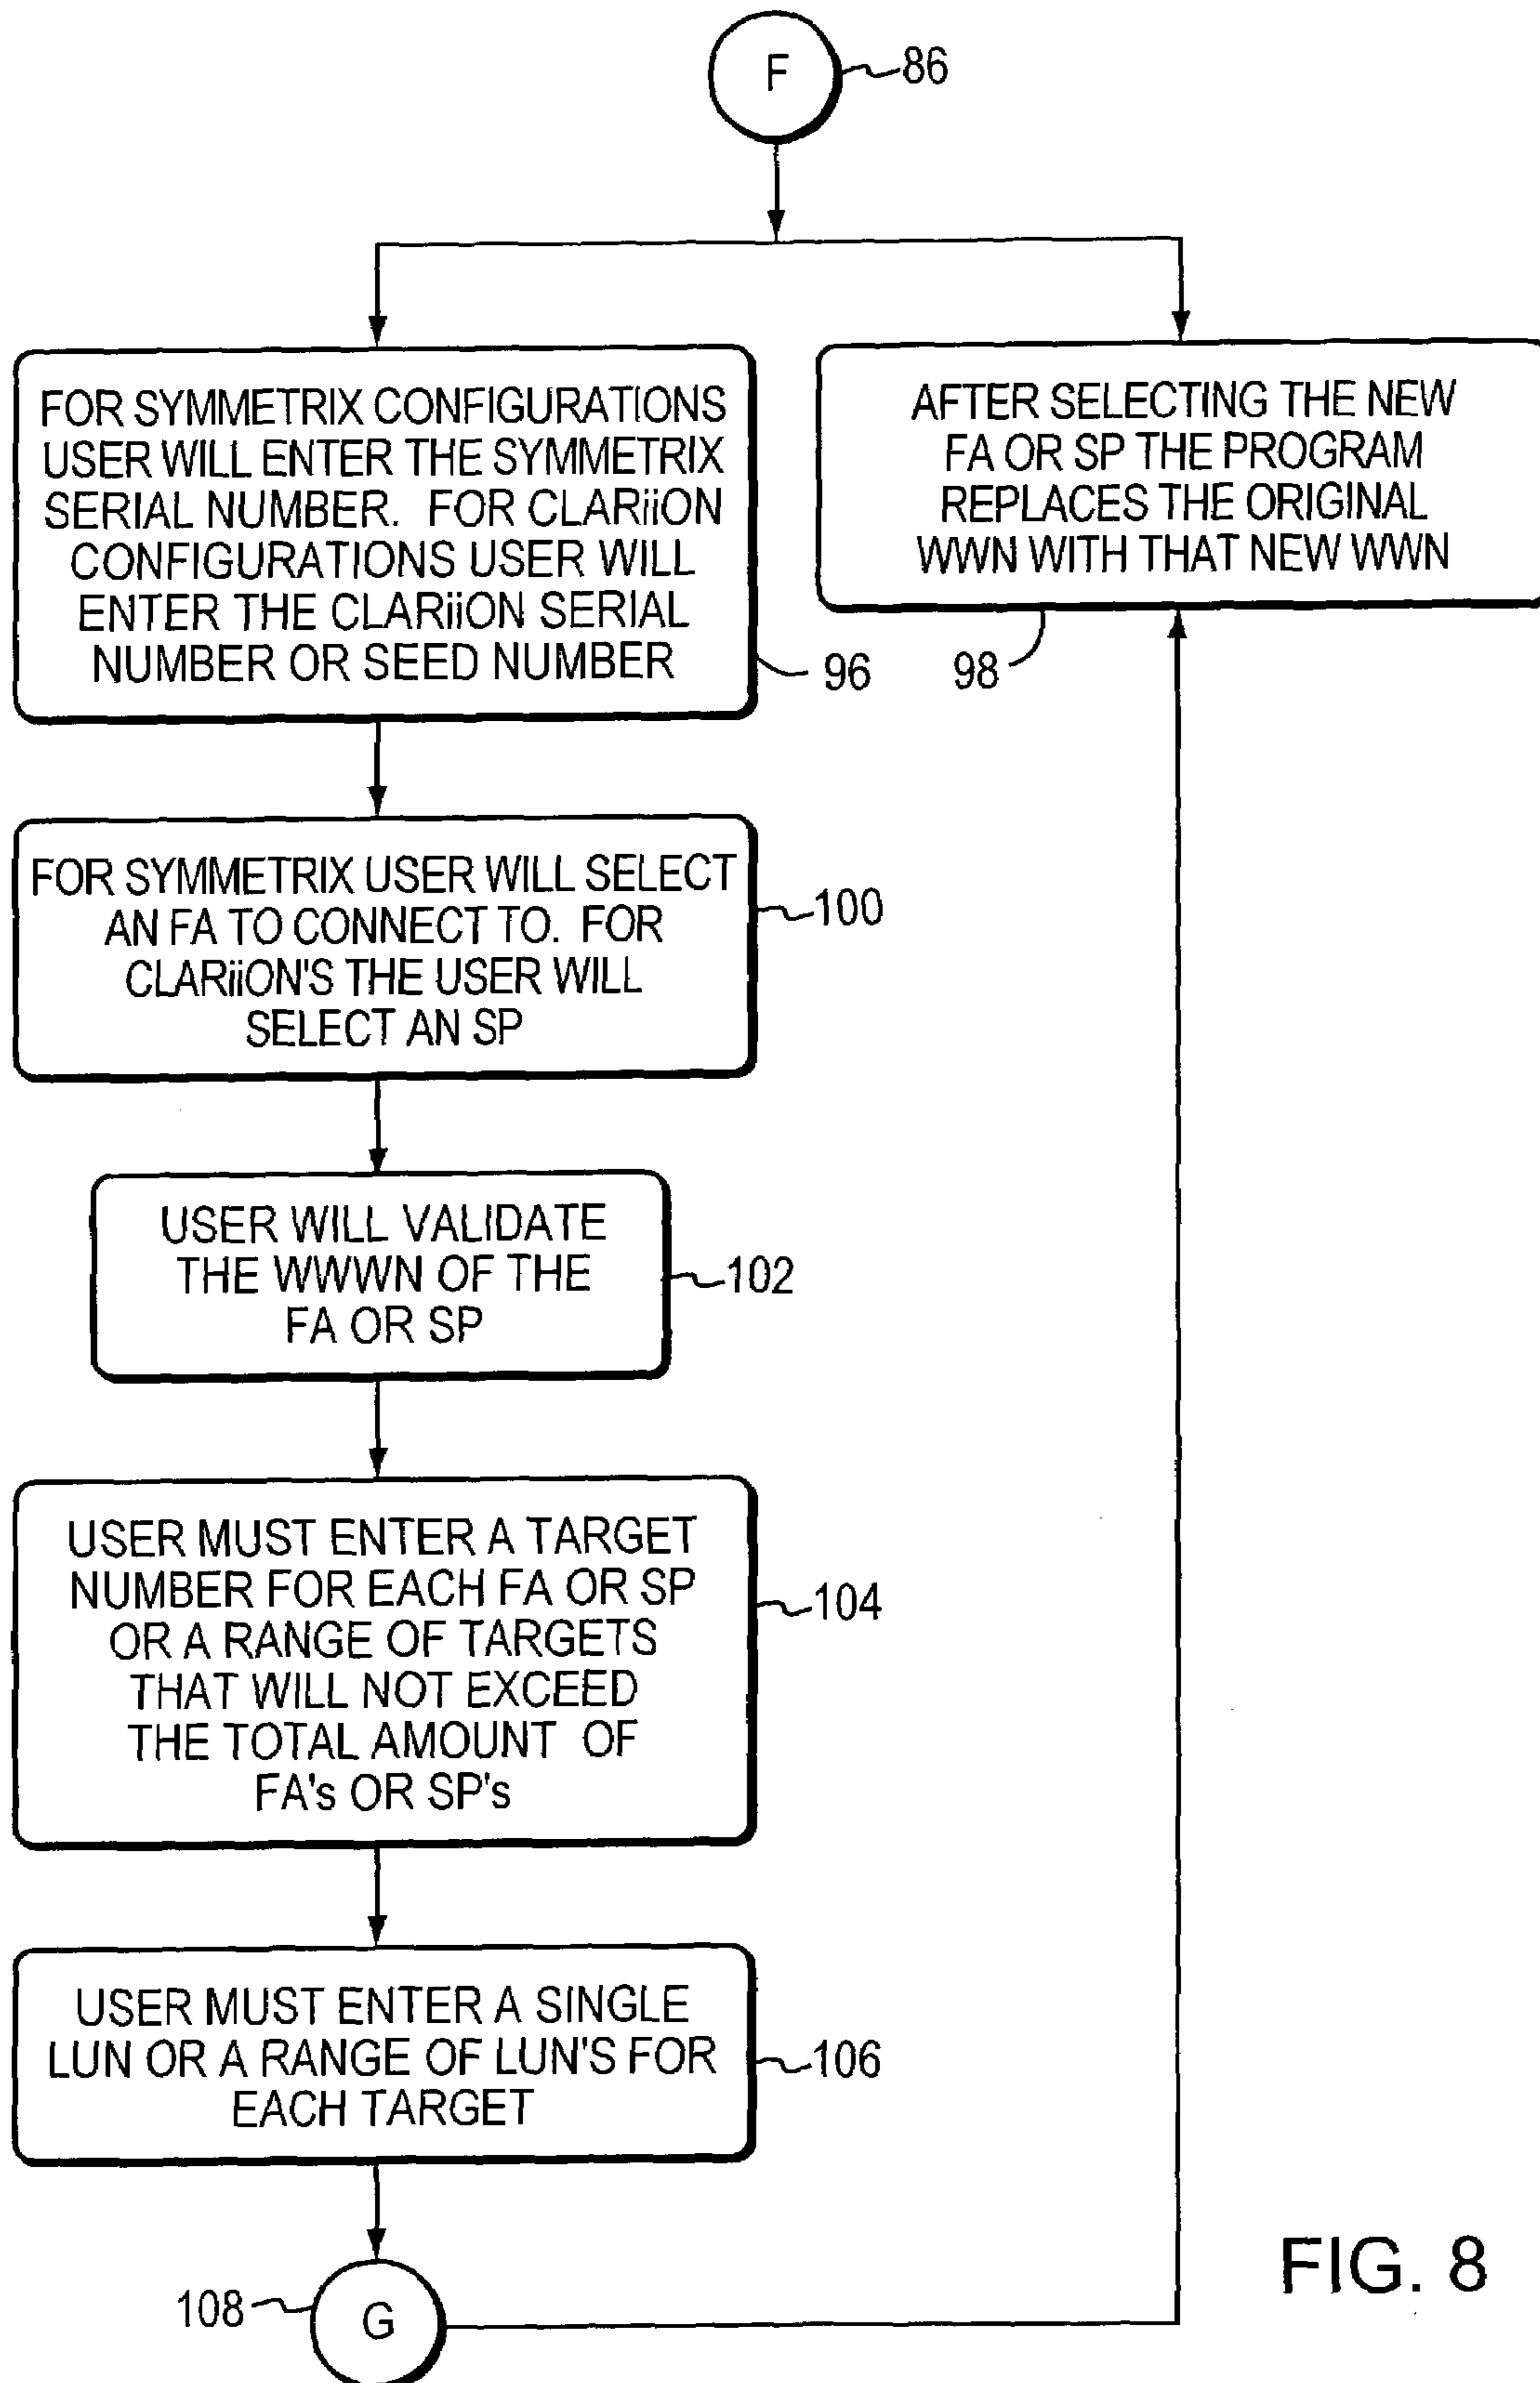 F
86
FOR SYMMETRIX CONFIGURATIONS
USER WILL ENTER THE SYMMETRIX
SERIAL NUMBER. FOR CLARiiON
CONFIGURATIONS USER WILL
ENTER THE CLARiiON SERIAL
NUMBER OR SEED NUMBER
96
AFTER SELECTING THE NEW
FA OR SP THE PROGRAM
REPLACES THE ORIGINAL
WWN WITH THAT NEW WWN
98
FOR SYMMETRIX USER WILL SELECT
AN FA TO CONNECT TO. FOR
CLARiiON'S THE USER WILL
SELECT AN SP
100
USER WILL VALIDATE
THE WWWN OF THE
FA OR SP
102
USER MUST ENTER A TARGET
NUMBER FOR EACH FA OR SP
OR A RANGE OF TARGETS
THAT WILL NOT EXCEED
THE TOTAL AMOUNT OF
FA's OR SP's
104
USER MUST ENTER A SINGLE
LUN OR A RANGE OF LUN'S FOR
EACH TARGET
106
108
G
FIG. 8